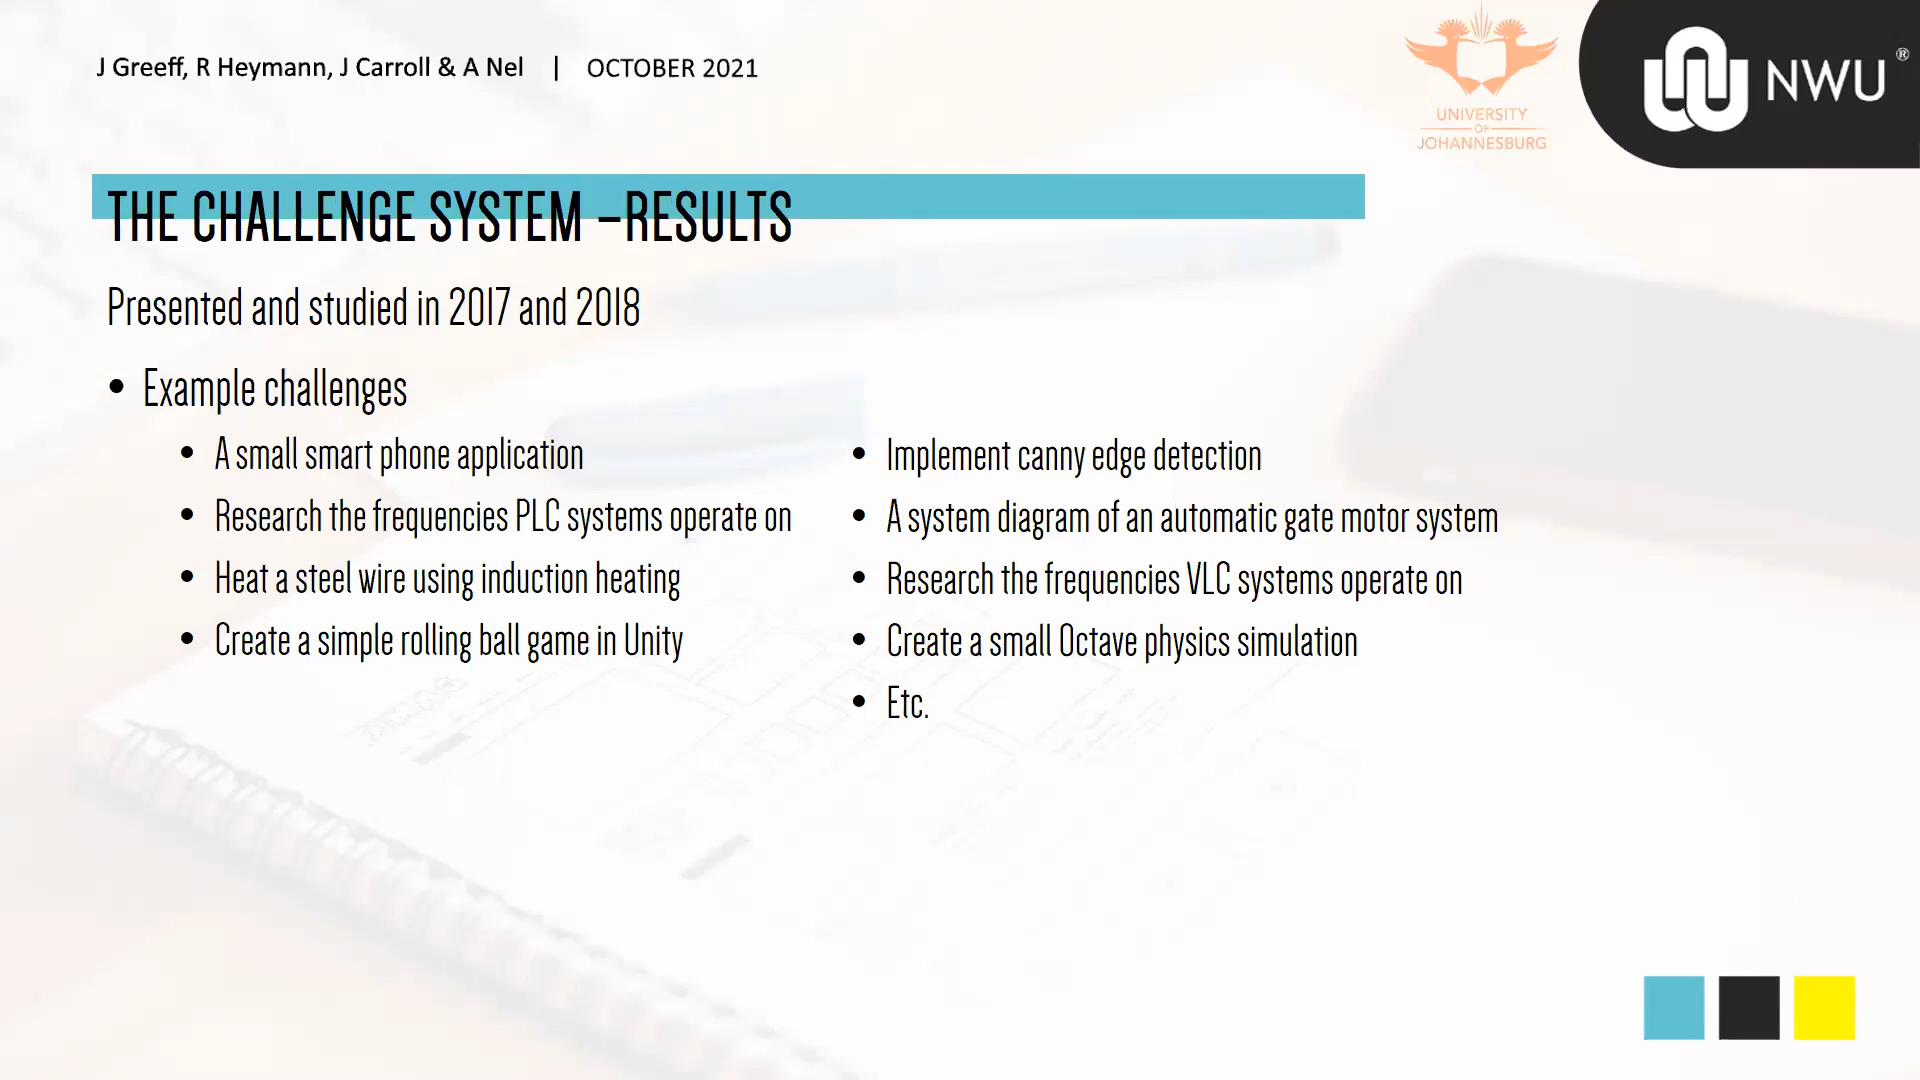 J Greeff, R Heymann, J Carroll & A Nel | OCTOBER 2021
UNIVERSITY
OF
JOHANNESBURG
NWU®
THE CHALLENGE SYSTEM –RESULTS
Presented and studied in 2017 and 2018
• Example challenges
• A small smart phone application
• Research the frequencies PLC systems operate on
• Heat a steel wire using induction heating
• Create a simple rolling ball game in Unity
• Implement canny edge detection
• A system diagram of an automatic gate motor system
• Research the frequencies VLC systems operate on
• Create a small Octave physics simulation
• Etc.